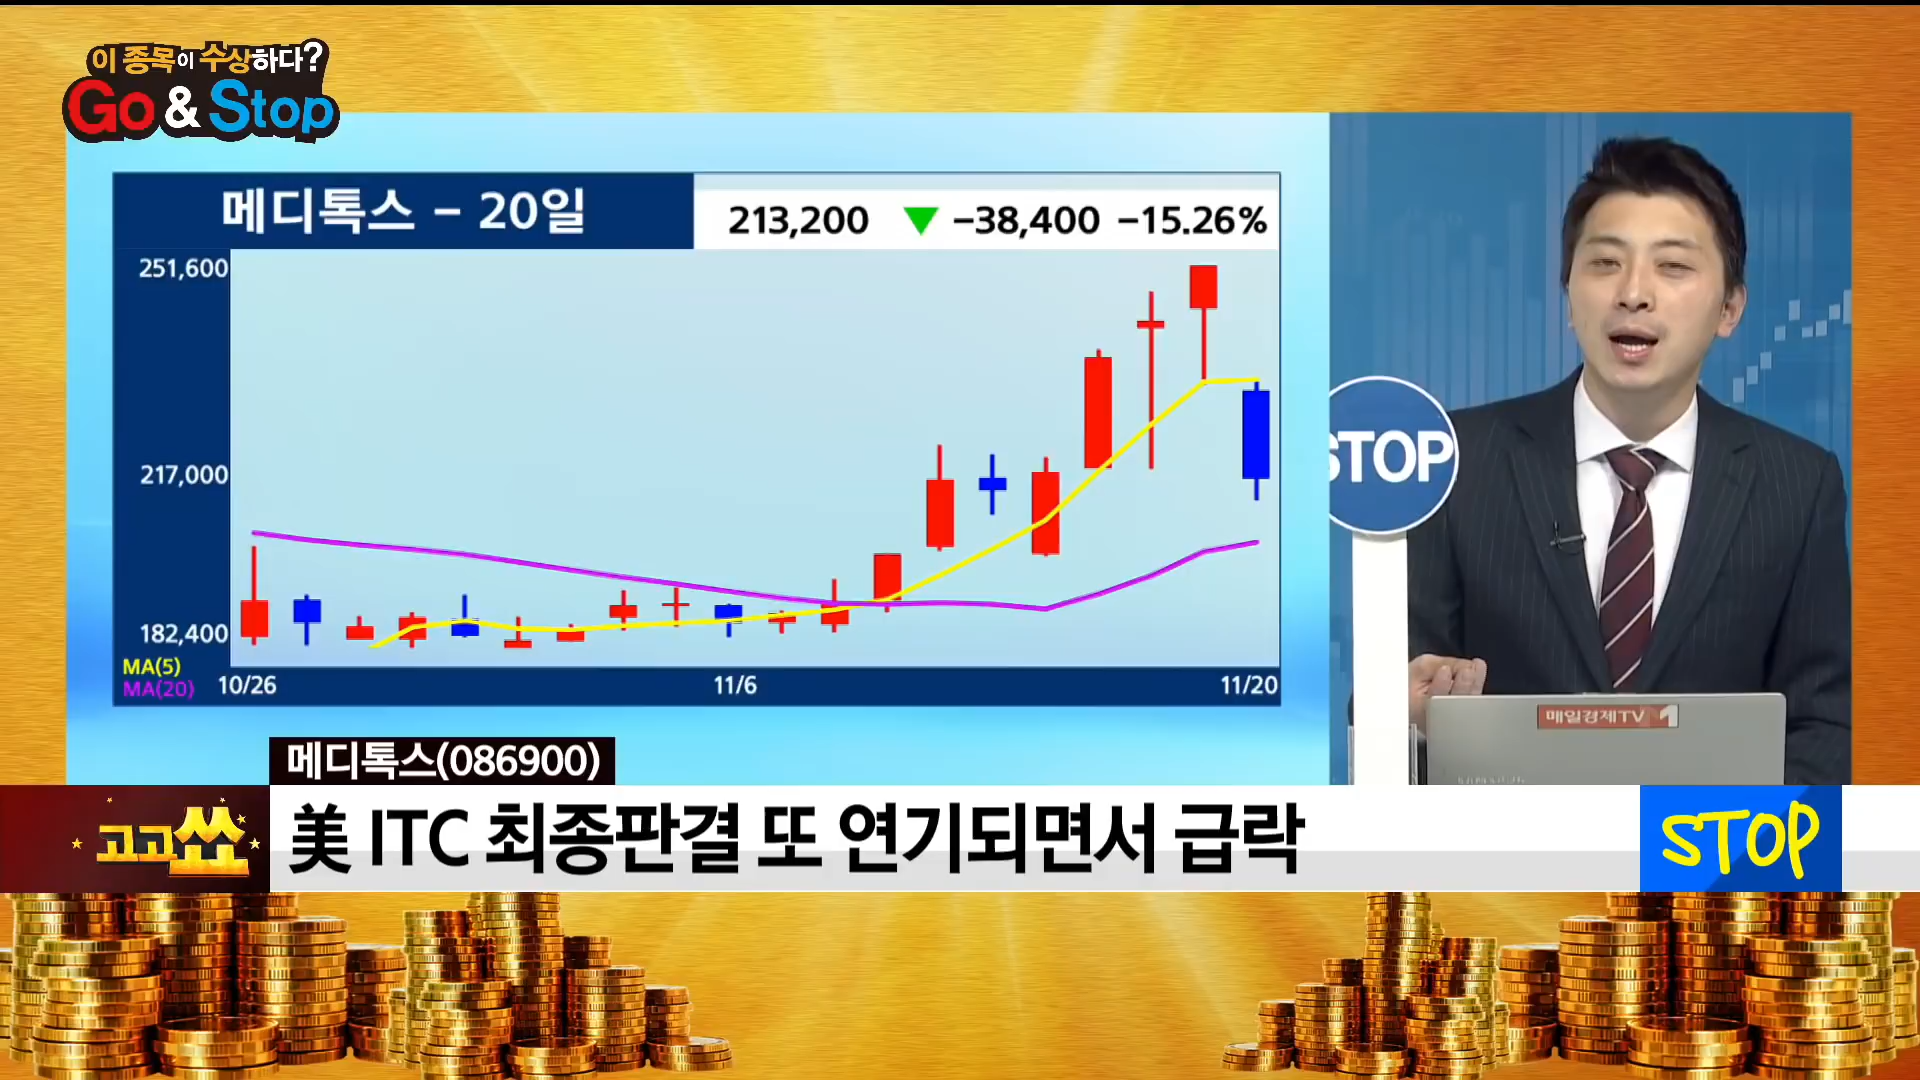 이 종목이 수상하다?
Go & Stop
메디톡스 - 20일
213,200 ▼ -38,400 -15.26%
251,600
217,000
182,400
MA(5)
MA(20)
10/26 11/6 11/20
STOP
매일경제TV
메디톡스(086900)
고고쑈
美 ITC 최종판결 또 연기되면서 급락
STOP